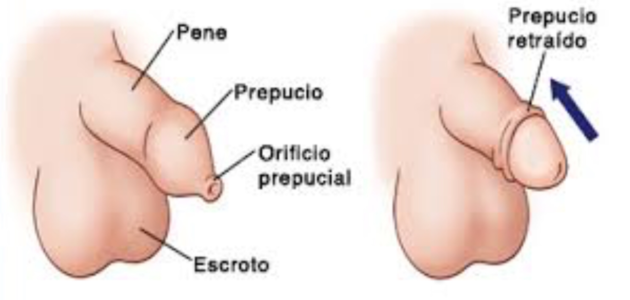 Pene
Prepucio
Orificio
prepucial
Escroto
Prepucio
retraído